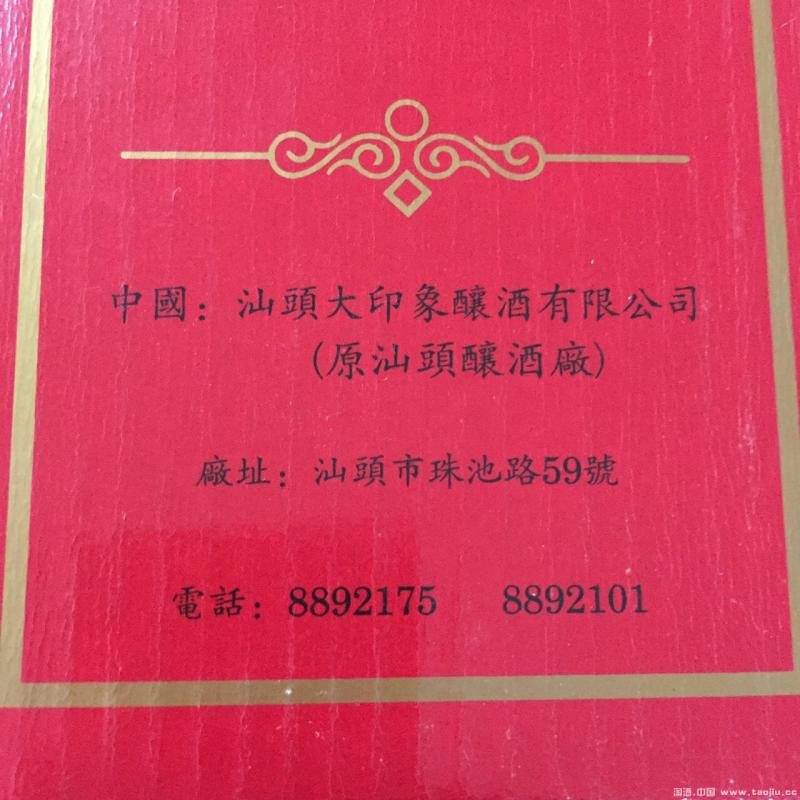 中國：汕頭大印象釀酒有限公司
(原汕頭釀酒廠)
廠址：汕頭市珠池路59號
電話：8892175 8892101
淘酒.中国 www.taojiu.cc